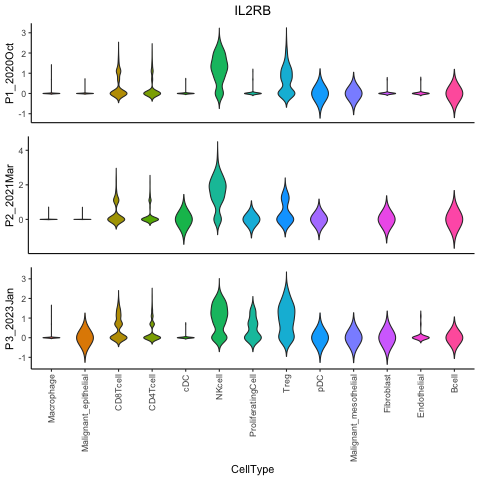 IL2RB
P1_2020Oct
3
2
1
0
-1
P2_2021Mar
4
2
0
P3_2023Jan
3
2
1
0
-1
Macrophage
Malignant_epithelial
CD8Tcell
CD4Tcell
cDC
NKcell
ProliferatingCell
Treg
pDC
Malignant_mesothelial
Fibroblast
Endothelial
Bcell
CellType